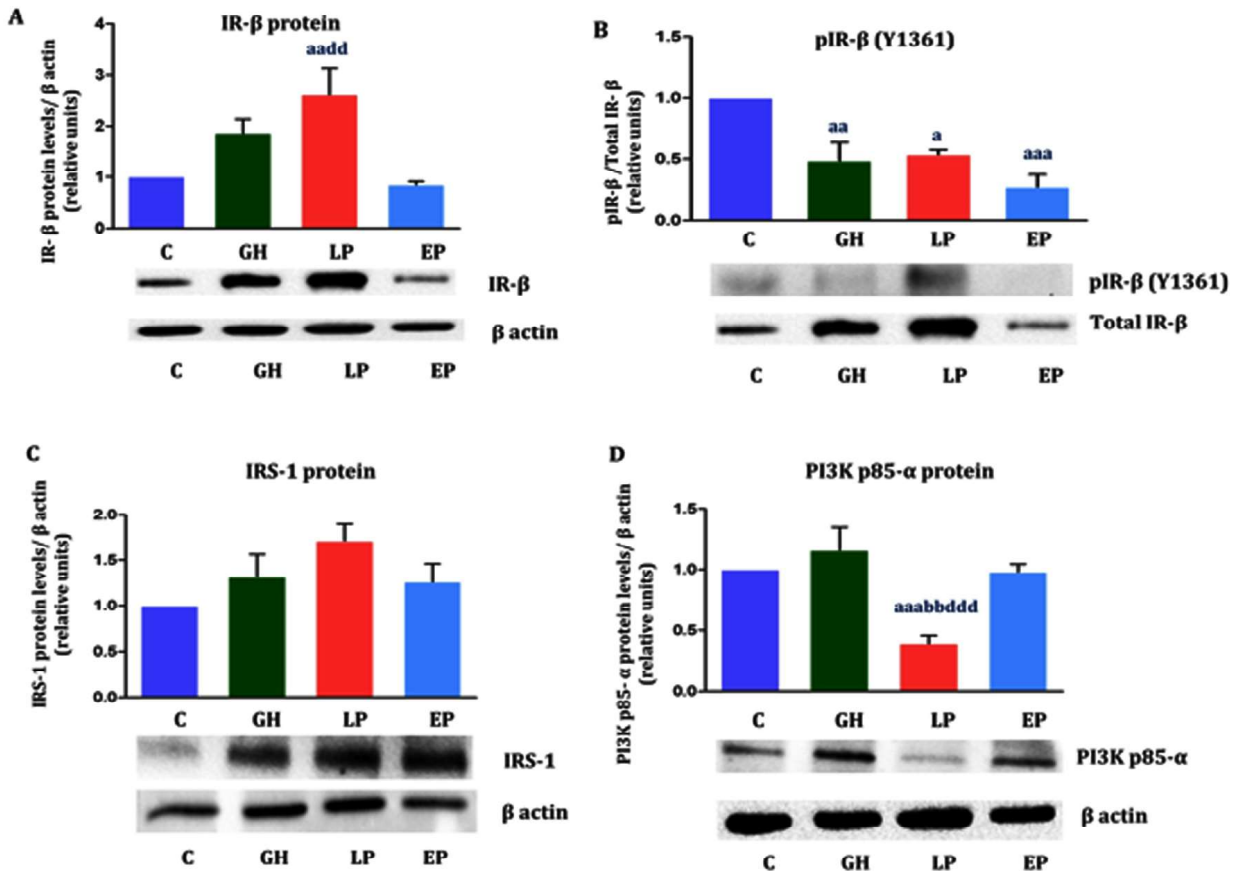 A
IR-β protein
IR- β protein levels/ β actin
(relative units)
4
3
2
1
0
aadd
C GH LP EP
IR-β
β actin
C GH LP EP
B
pIR-β (Y1361)
pIR-β /Total IR- β
(relative units)
1.5
1.0
0.5
0.0
aa
a
aaa
C GH LP EP
pIR-β (Y1361)
Total IR-β
C GH LP EP
C
IRS-1 protein
IRS-1 protein levels/ β actin
(relative units)
2.0
1.5
1.0
0.5
0.0
C GH LP EP
IRS-1
β actin
C GH LP EP
D
PI3K p85-α protein
PI3K p85- α protein levels/ β actin
(relative units)
1.5
1.0
0.5
0.0
aaabbddd
C GH LP EP
PI3K p85-α
β actin
C GH LP EP